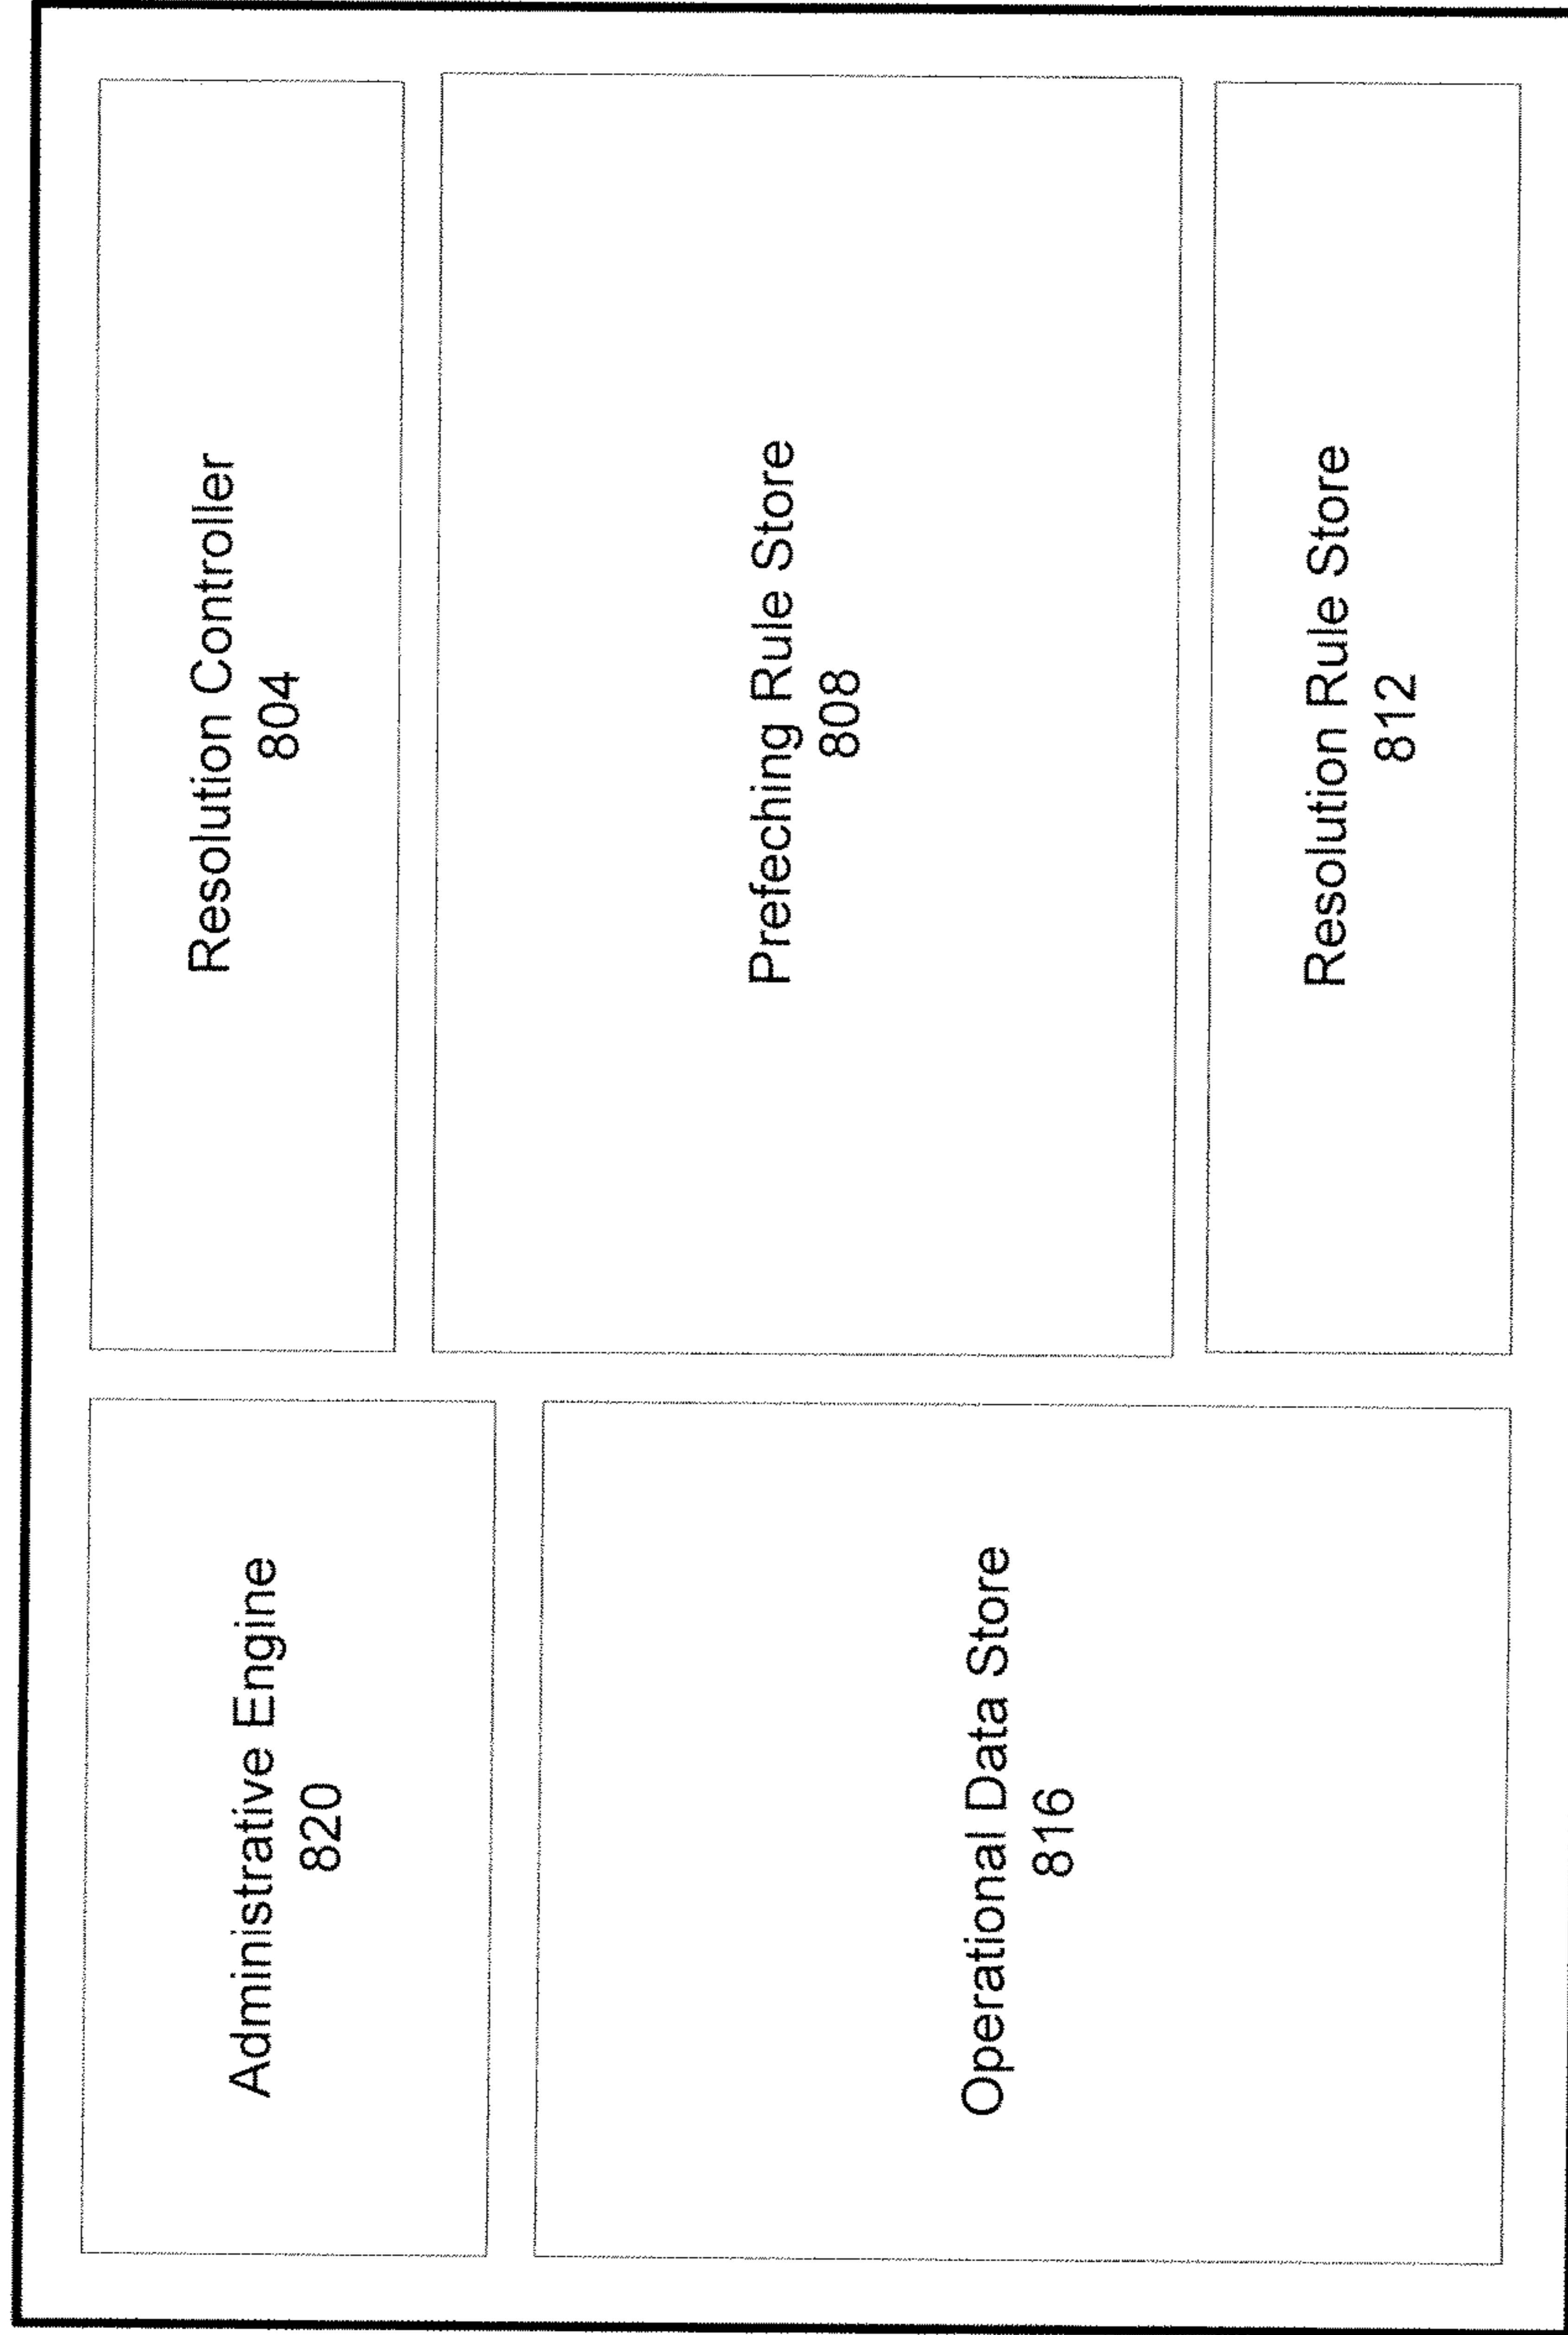 Administrative Engine
820
Operational Data Store
816
Resolution Controller
804
Prefeching Rule Store
808
Resolution Rule Store
812